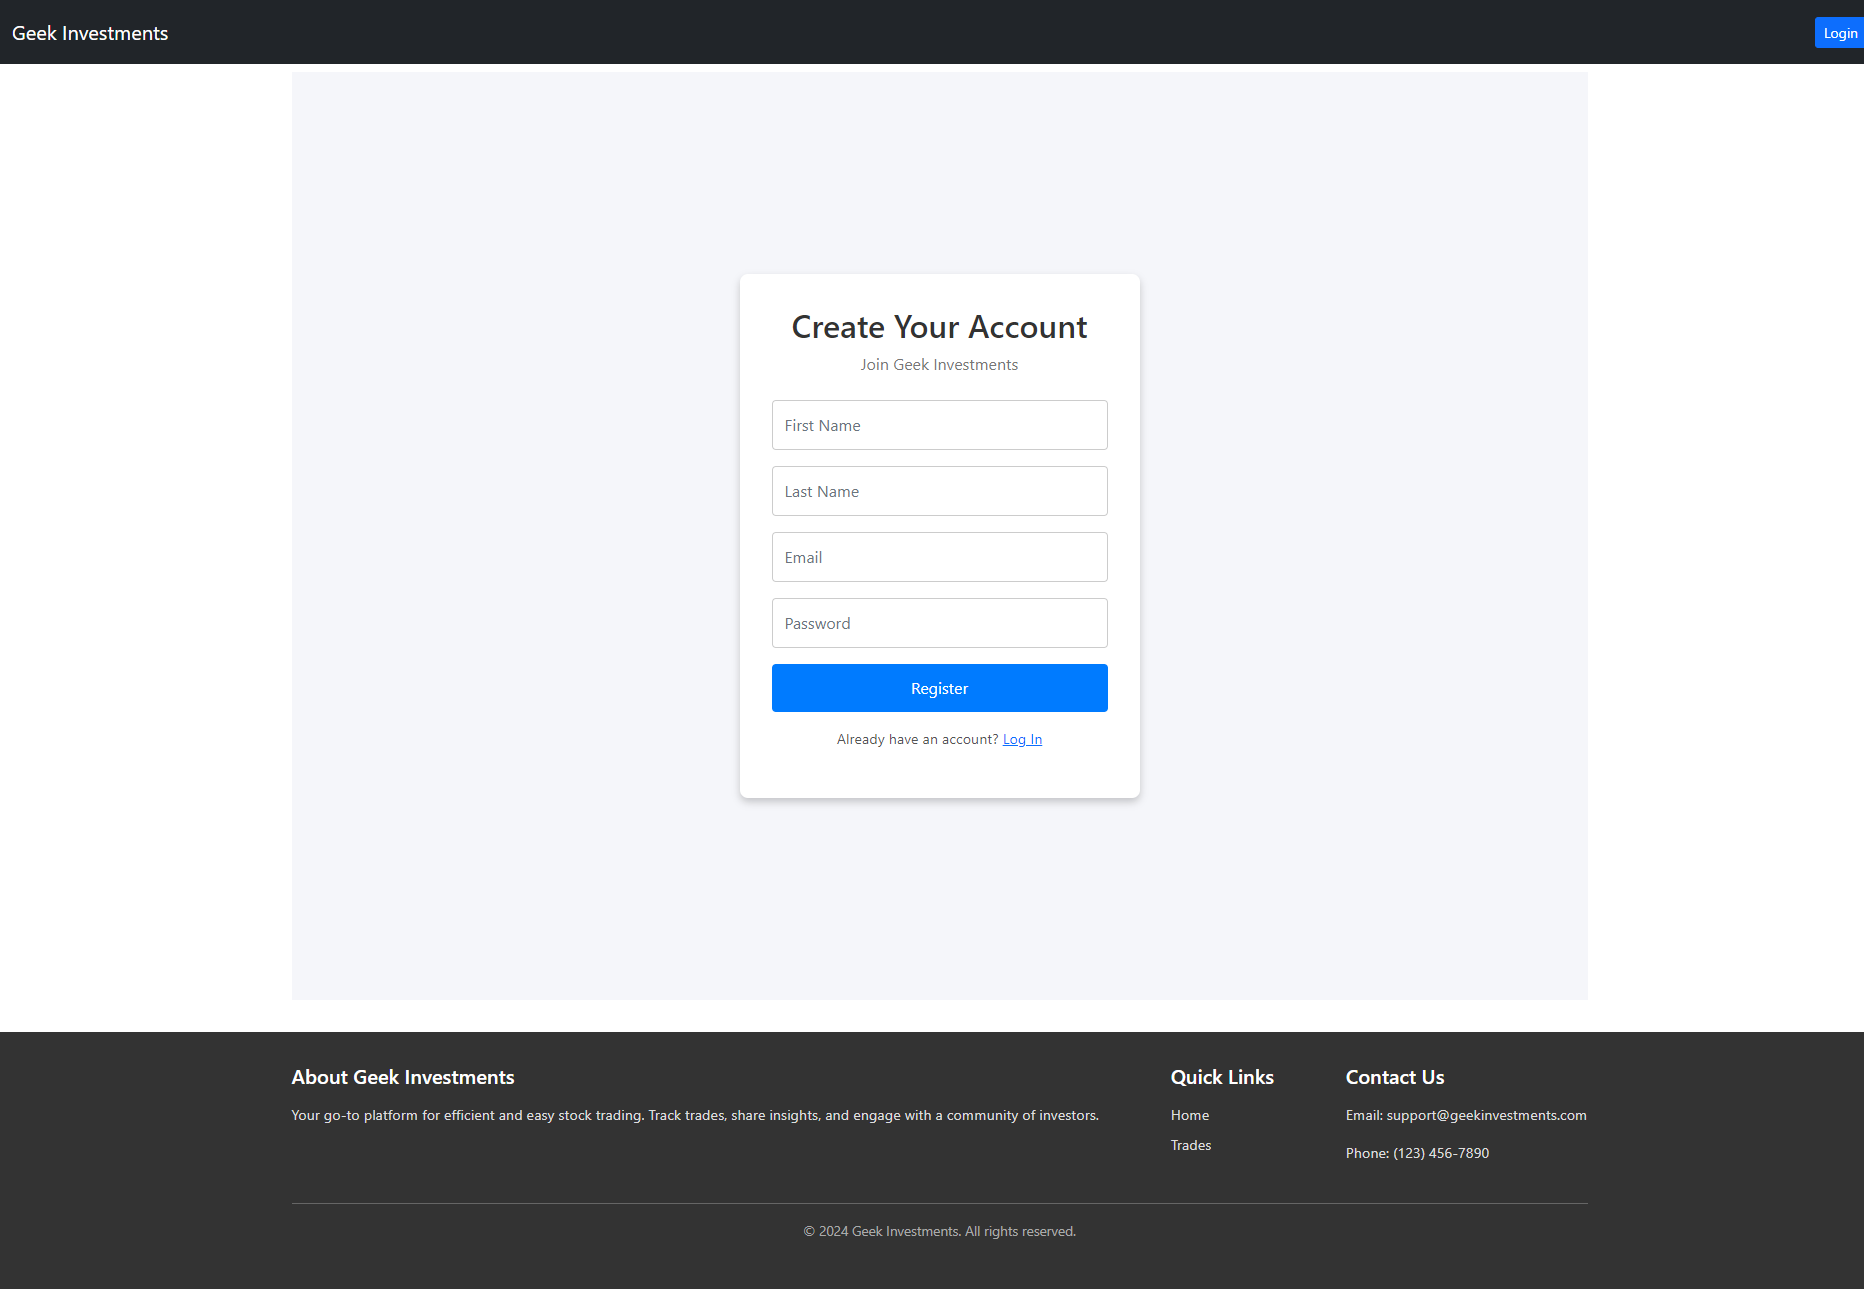 Geek Investments
Login
Create Your Account
Join Geek Investments
First Name
Last Name
Email
Password
Register
Already have an account? Log In
About Geek Investments
Your go-to platform for efficient and easy stock trading. Track trades, share insights, and engage with a community of investors.
Quick Links
Home
Trades
Contact Us
Email: support@geekinvestments.com
Phone: (123) 456-7890
© 2024 Geek Investments. All rights reserved.